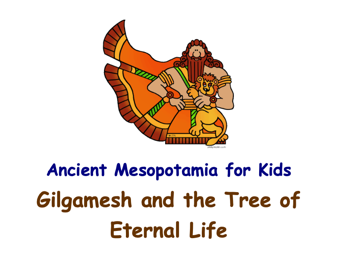 Ancient Mesopotamia for Kids
Gilgamesh and the Tree of
Eternal Life